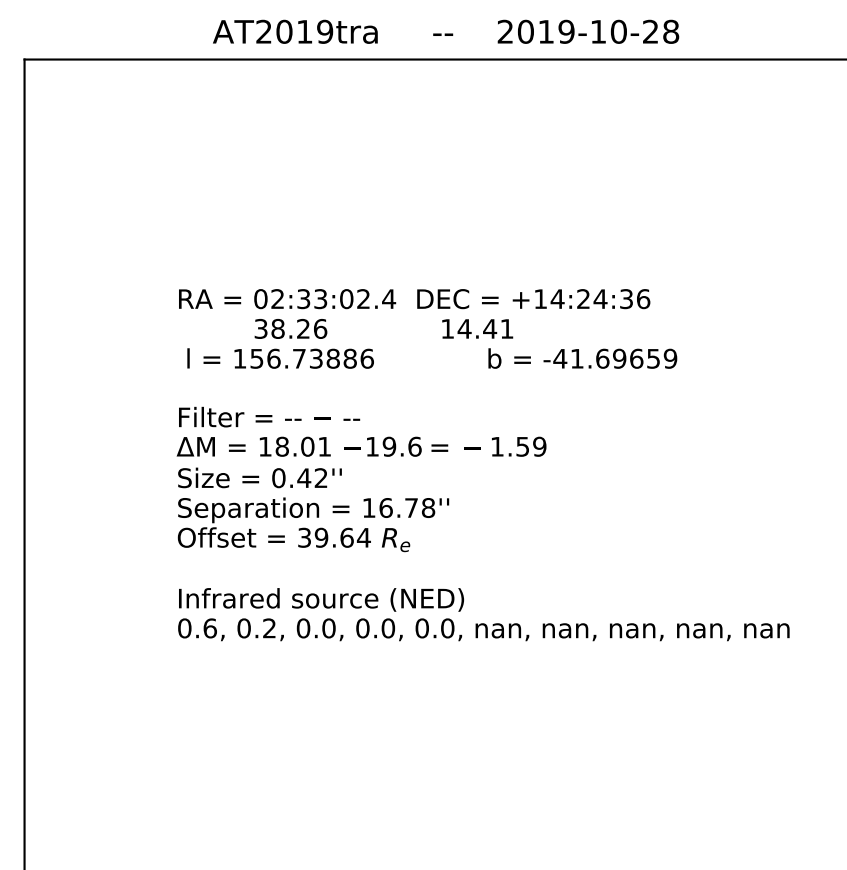 AT2019tra -- 2019-10-28
RA = 02:33:02.4 DEC = +14:24:36
38.26 14.41
l = 156.73886 b = -41.69659
Filter = -- − --
ΔM = 18.01 −19.6 = − 1.59
Size = 0.42''
Separation = 16.78''
Offset = 39.64 Re
Infrared source (NED)
0.6, 0.2, 0.0, 0.0, 0.0, nan, nan, nan, nan, nan